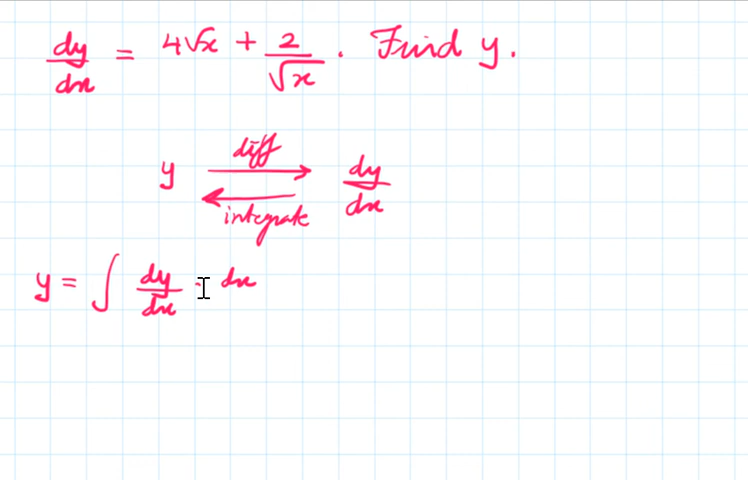 dy/dx = 4√x + 2/√x . Find y.
diff
y ⟶ dy/dx
⟵
integrate
y = ∫ dy/dx · dx